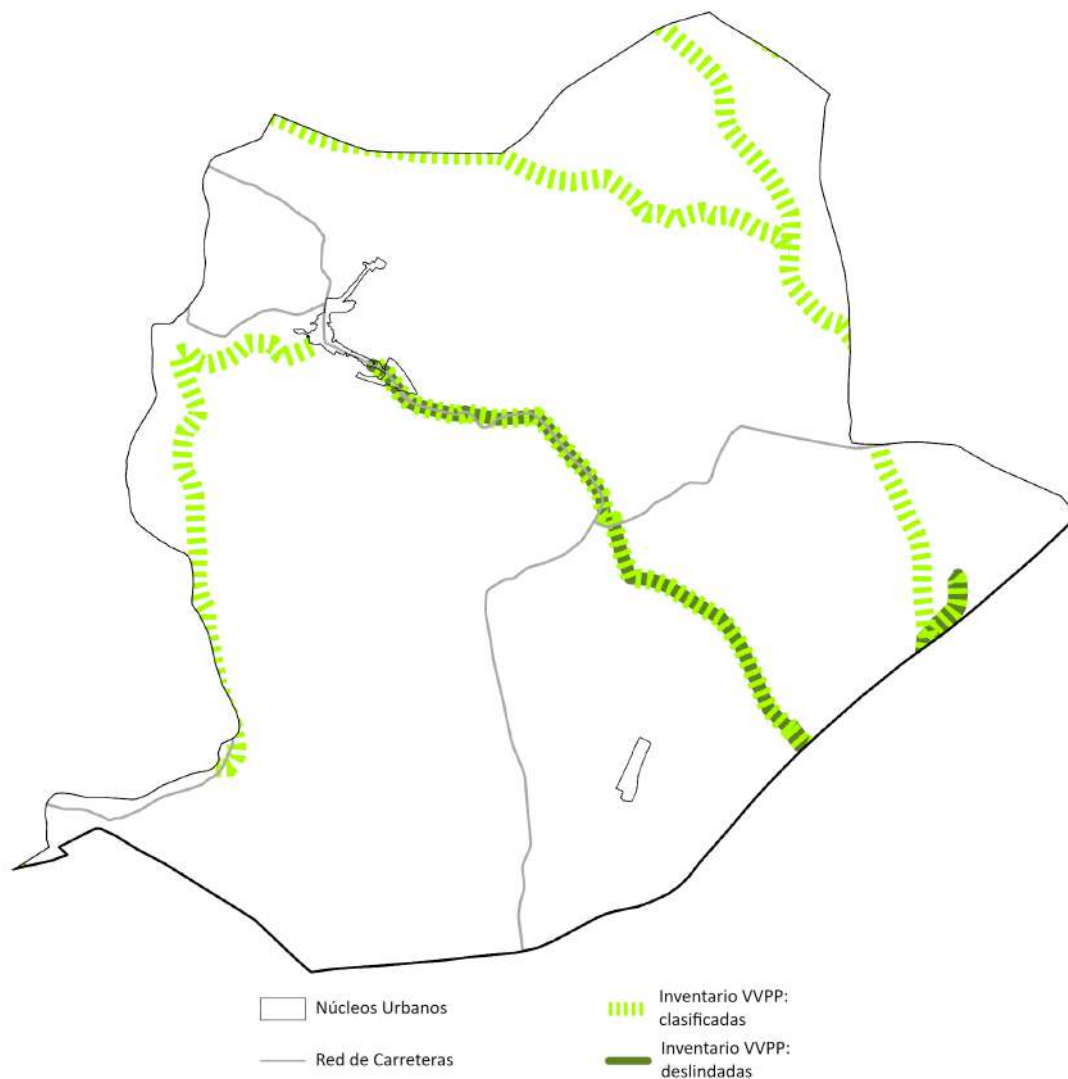 Núcleos Urbanos
Inventario VVPP:
clasificadas
Red de Carreteras
Inventario VVPP:
deslindadas